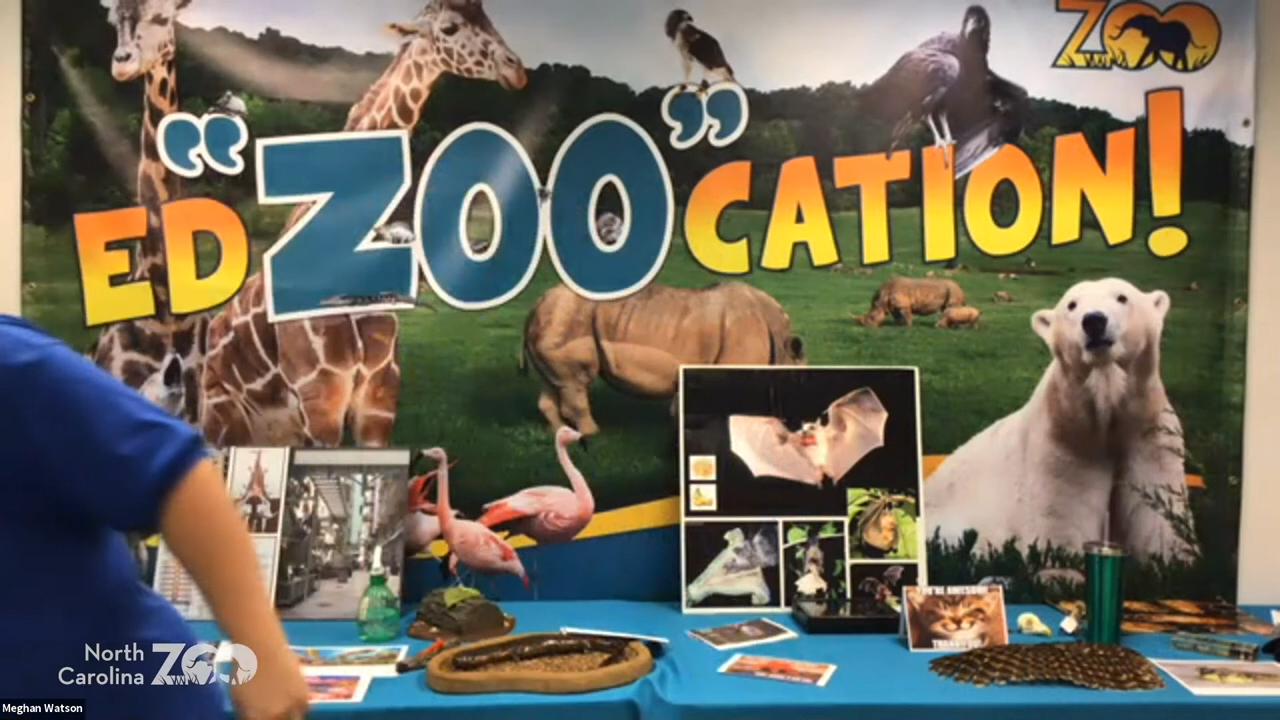 ZOO
ED"ZOO"CATION!
YOU'RE AWESOME
THANK YOU
North
Carolina ZOO
Meghan Watson